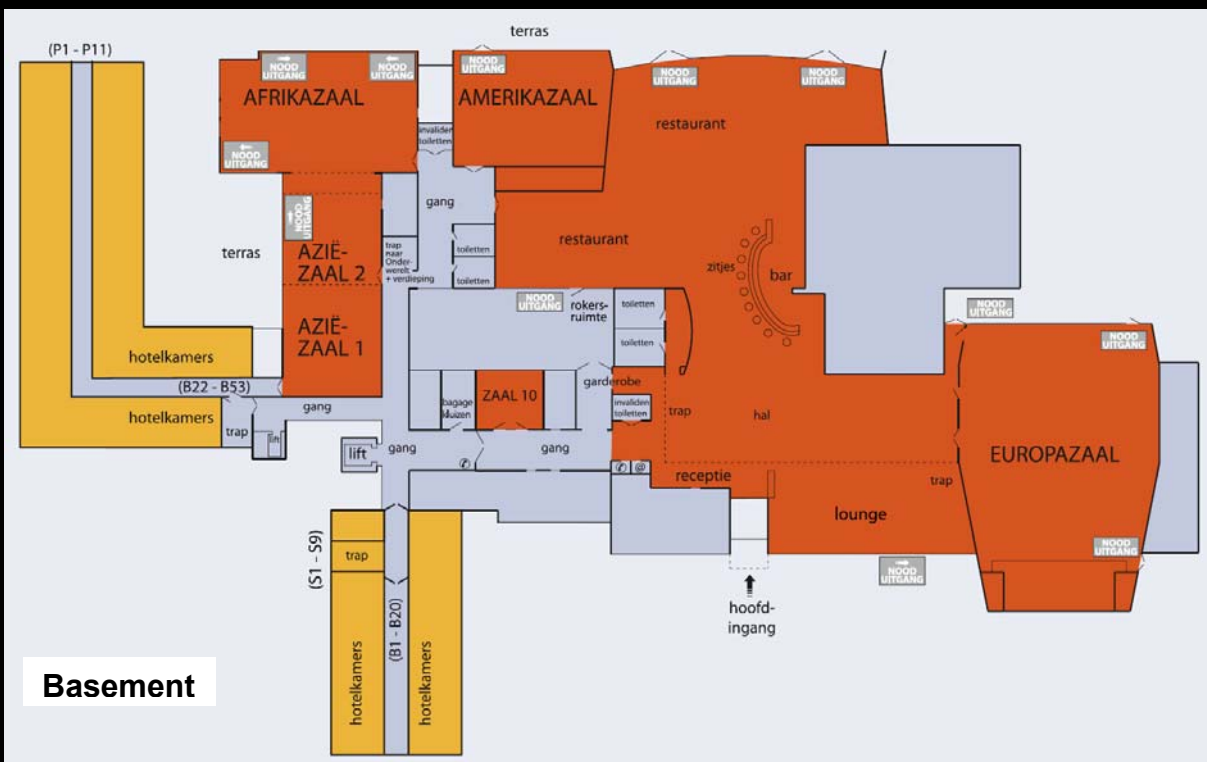 terras
(P1 - P11)
NOOD
UITGANG
NOOD
UITGANG
NOOD
UITGANG
NOOD
UITGANG
NOOD
UITGANG
AFRIKAZAAL
AMERIKAZAAL
restaurant
invaliden
toiletten
NOOD
UITGANG
gang
NOOD
UITGANG
terras
AZIË-
ZAAL 2
trap
naar
Onder-
werelt
+ verdieping
toiletten
toiletten
restaurant
zitjes
bar
NOOD
UITGANG
rokers-
ruimte
toiletten
NOOD
UITGANG
AZIË-
ZAAL 1
toiletten
NOOD
UITGANG
hotelkamers
(B22 - B53)
garderobe
hotelkamers
gang
bagage
kluizen
ZAAL 10
invaliden
toiletten
trap
hal
trap
lift
lift
gang
gang
EUROPAZAAL
✆
✆
@
receptie
trap
lounge
(S1 - S9)
trap
NOOD
UITGANG
NOOD
UITGANG
hoofd-
ingang
hotelkamers
(B1 - B20)
hotelkamers
Basement